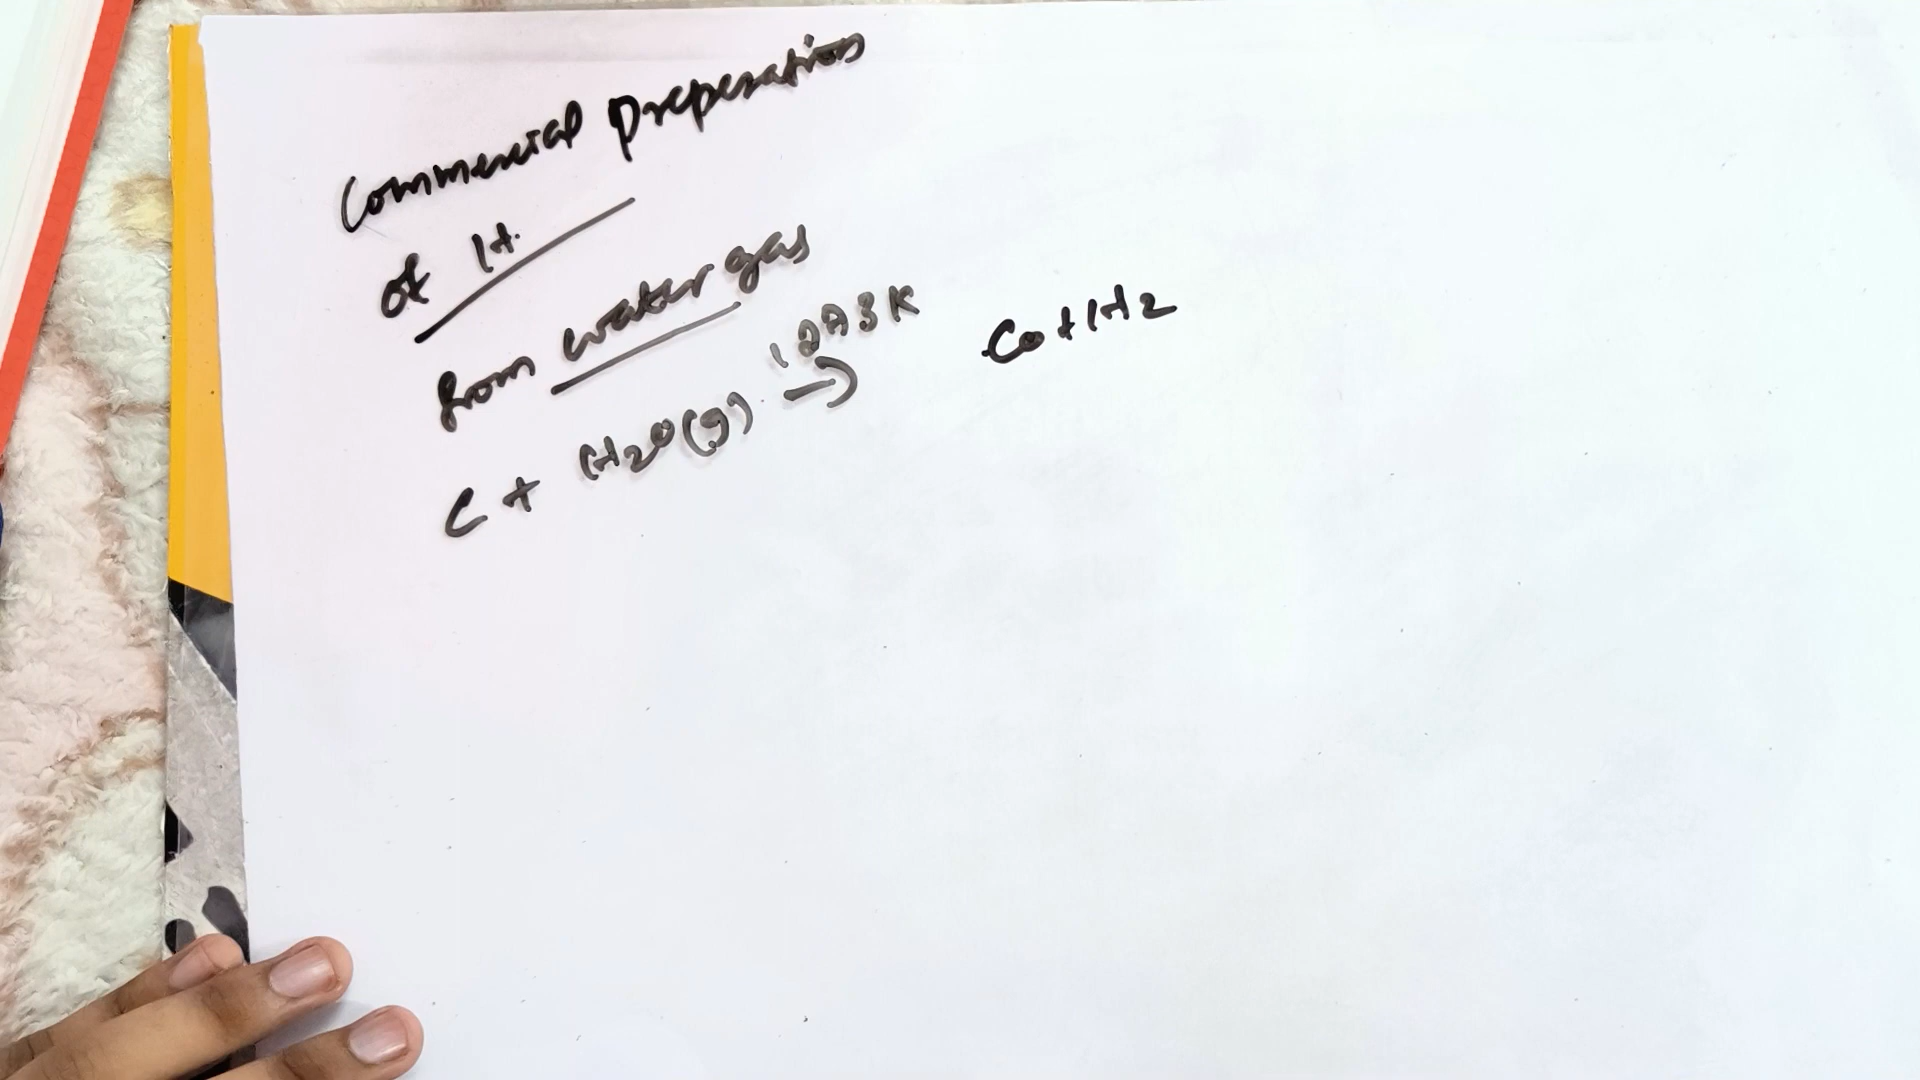 Commercial preperation
of H.
from water gas
C + H2O(g) → 1273K CO + H2